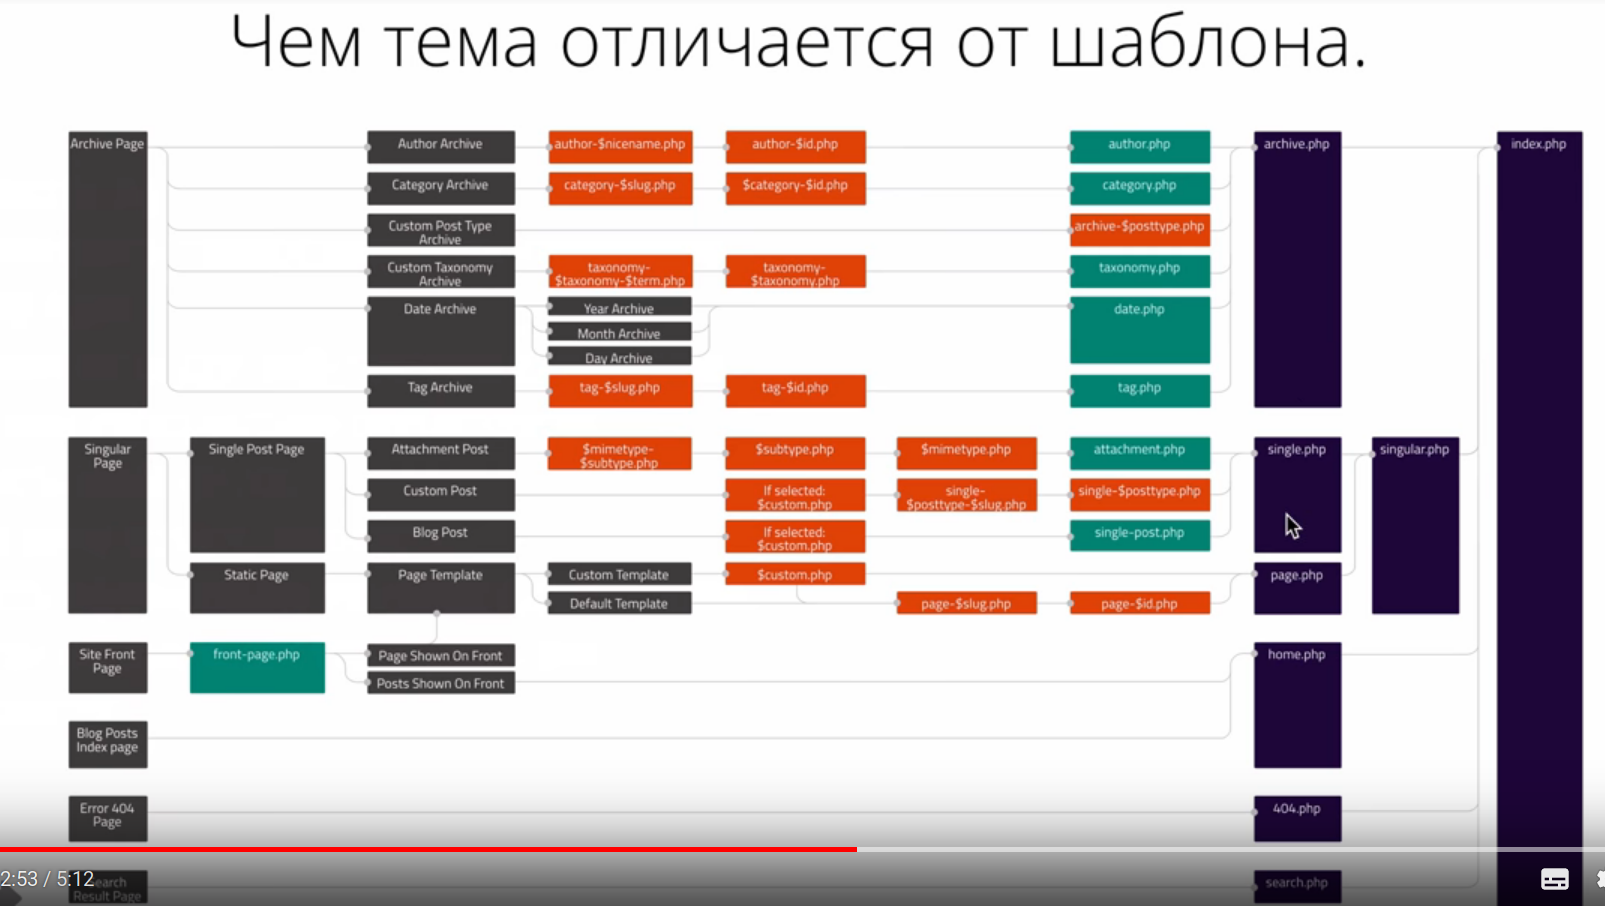 Чем тема отличается от шаблона.
Archive Page
Author Archive
author-$nicename.php
author-$id.php
author.php
archive.php
index.php
Category Archive
category-$slug.php
$category-$id.php
category.php
Custom Post Type
Archive
archive-$posttype.php
Custom Taxonomy
Archive
taxonomy-
$taxonomy-$term.php
taxonomy-
$taxonomy.php
taxonomy.php
Date Archive
Year Archive
Month Archive
Day Archive
date.php
Tag Archive
tag-$slug.php
tag-$id.php
tag.php
Singular
Page
Single Post Page
Attachment Post
$mimetype-
$subtype.php
$subtype.php
$mimetype.php
attachment.php
single.php
singular.php
Custom Post
If selected:
$custom.php
single-
$posttype-$slug.php
single-$posttype.php
Blog Post
If selected:
$custom.php
single-post.php
Static Page
Page Template
Custom Template
$custom.php
page.php
Default Template
page-$slug.php
page-$id.php
Site Front
Page
front-page.php
Page Shown On Front
Posts Shown On Front
home.php
Blog Posts
Index page
Error 404
Page
404.php
2:53 / 5:12
Search
Result Page
search.php